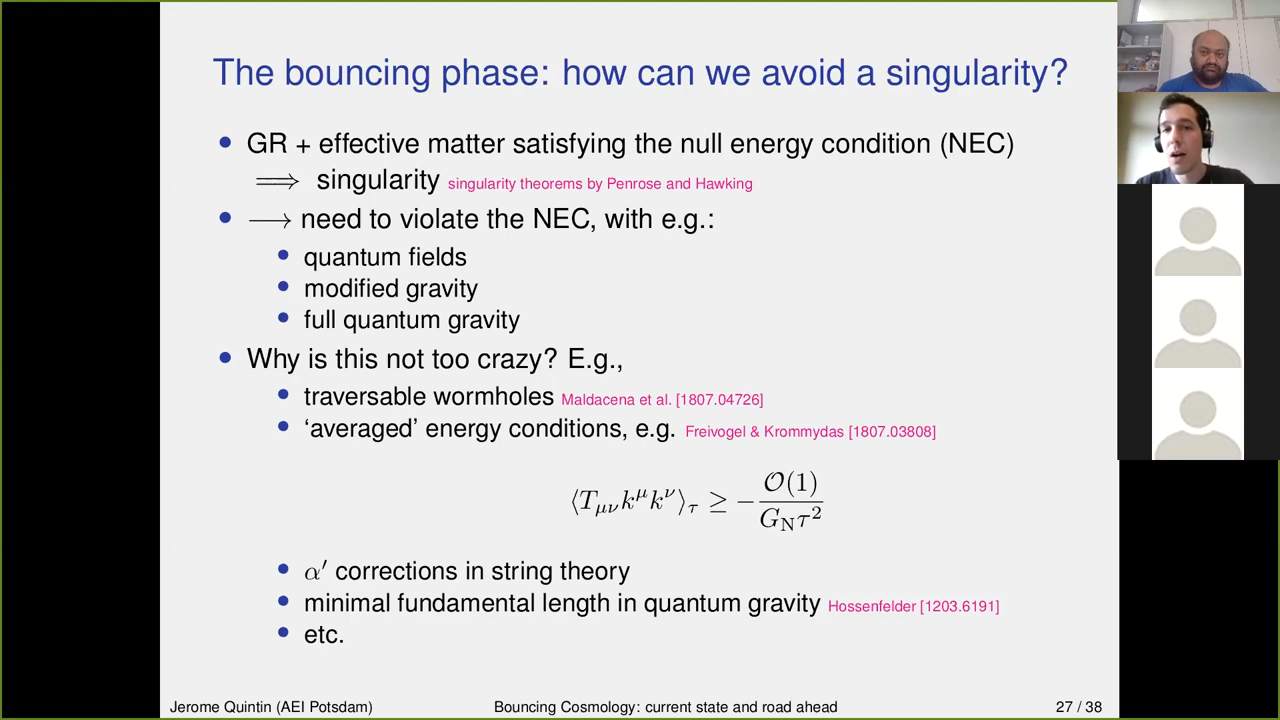 The bouncing phase: how can we avoid a singularity?
• GR + effective matter satisfying the null energy condition (NEC)
⟹ singularity singularity theorems by Penrose and Hawking
• ⟶ need to violate the NEC, with e.g.:
• quantum fields
• modified gravity
• full quantum gravity
• Why is this not too crazy? E.g.,
• traversable wormholes Maldacena et al. [1807.04726]
• ‘averaged’ energy conditions, e.g. Freivogel & Krommydas [1807.03808]
⟨T_{μν}k^μk^ν⟩_τ ≥ −𝒪(1)/(G_N τ²)
• α′ corrections in string theory
• minimal fundamental length in quantum gravity Hossenfelder [1203.6191]
• etc.
Jerome Quintin (AEI Potsdam) Bouncing Cosmology: current state and road ahead 27 / 38